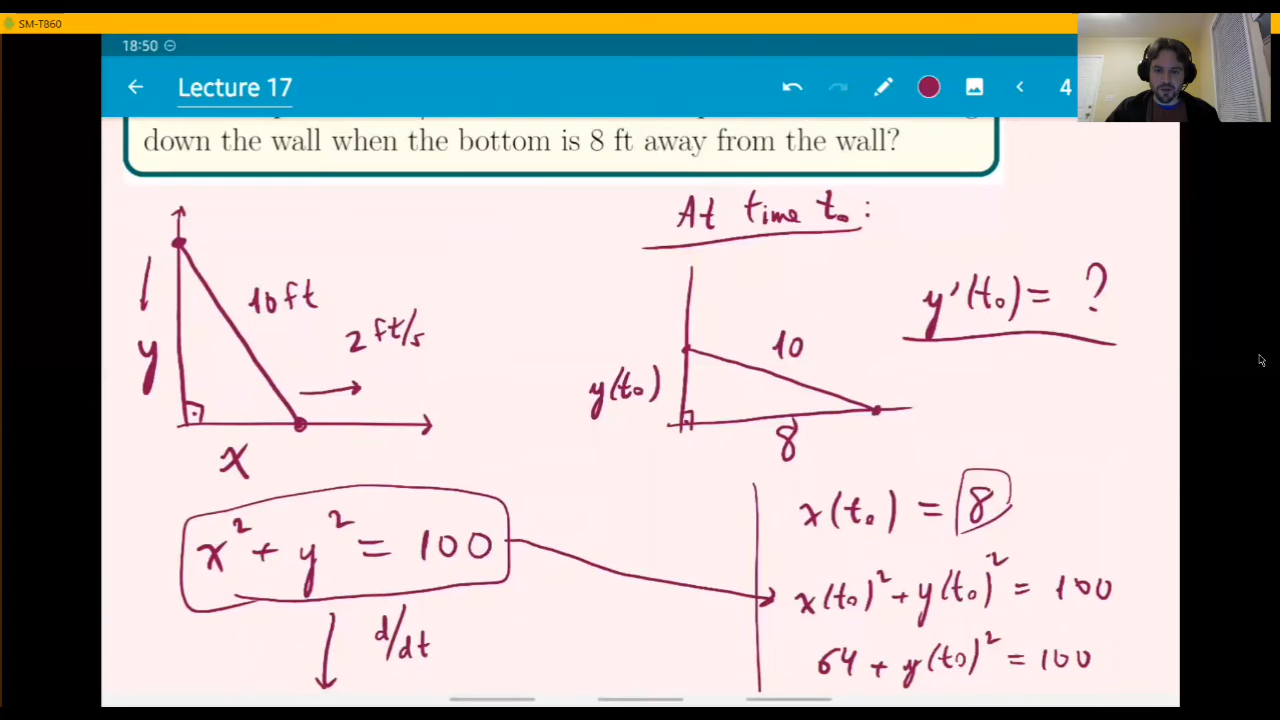 SM-T860
18:50
Lecture 17
4
down the wall when the bottom is 8 ft away from the wall?
At time t₀:
y
10ft
2 ft/s
x
y'(t₀) = ?
10
y(t₀)
8
x² + y² = 100
d/dt
x(t₀) = 8
x(t₀)² + y(t₀)² = 100
64 + y(t₀)² = 100